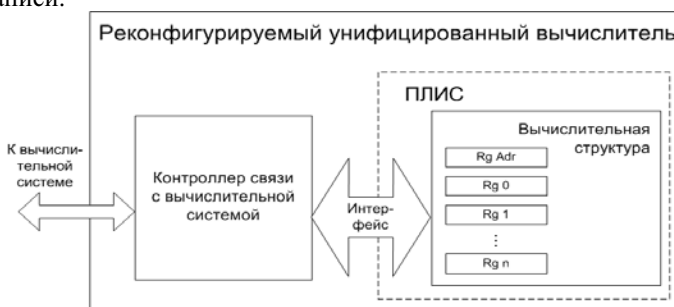 Реконфигурируемый унифицированный вычислитель
ПЛИС
Вычислительная
структура
Rg Adr
Rg 0
Rg 1
⋮
Rg n
К вычисли-
тельной
системе
Контроллер связи
с вычислительной
системой
Интер-
фейс